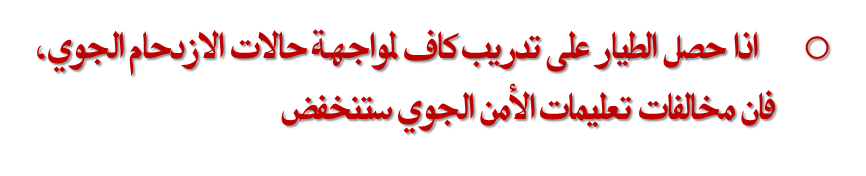 ○ اذا حصل الطيار على تدريب كاف لمواجهة حالات الازدحام الجوي،
فان مخالفات تعليمات الأمن الجوي ستنخفض